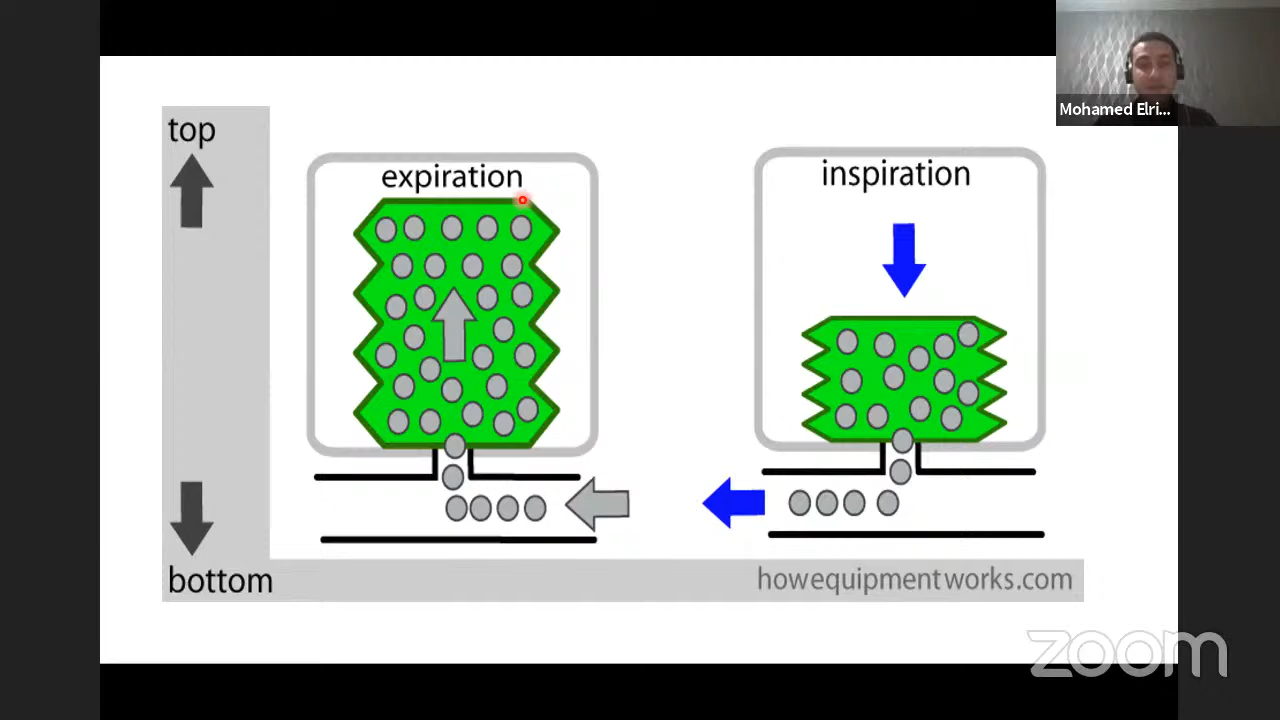 Mohamed Elri...
top
expiration
inspiration
bottom
howequipmentworks.com
zoom